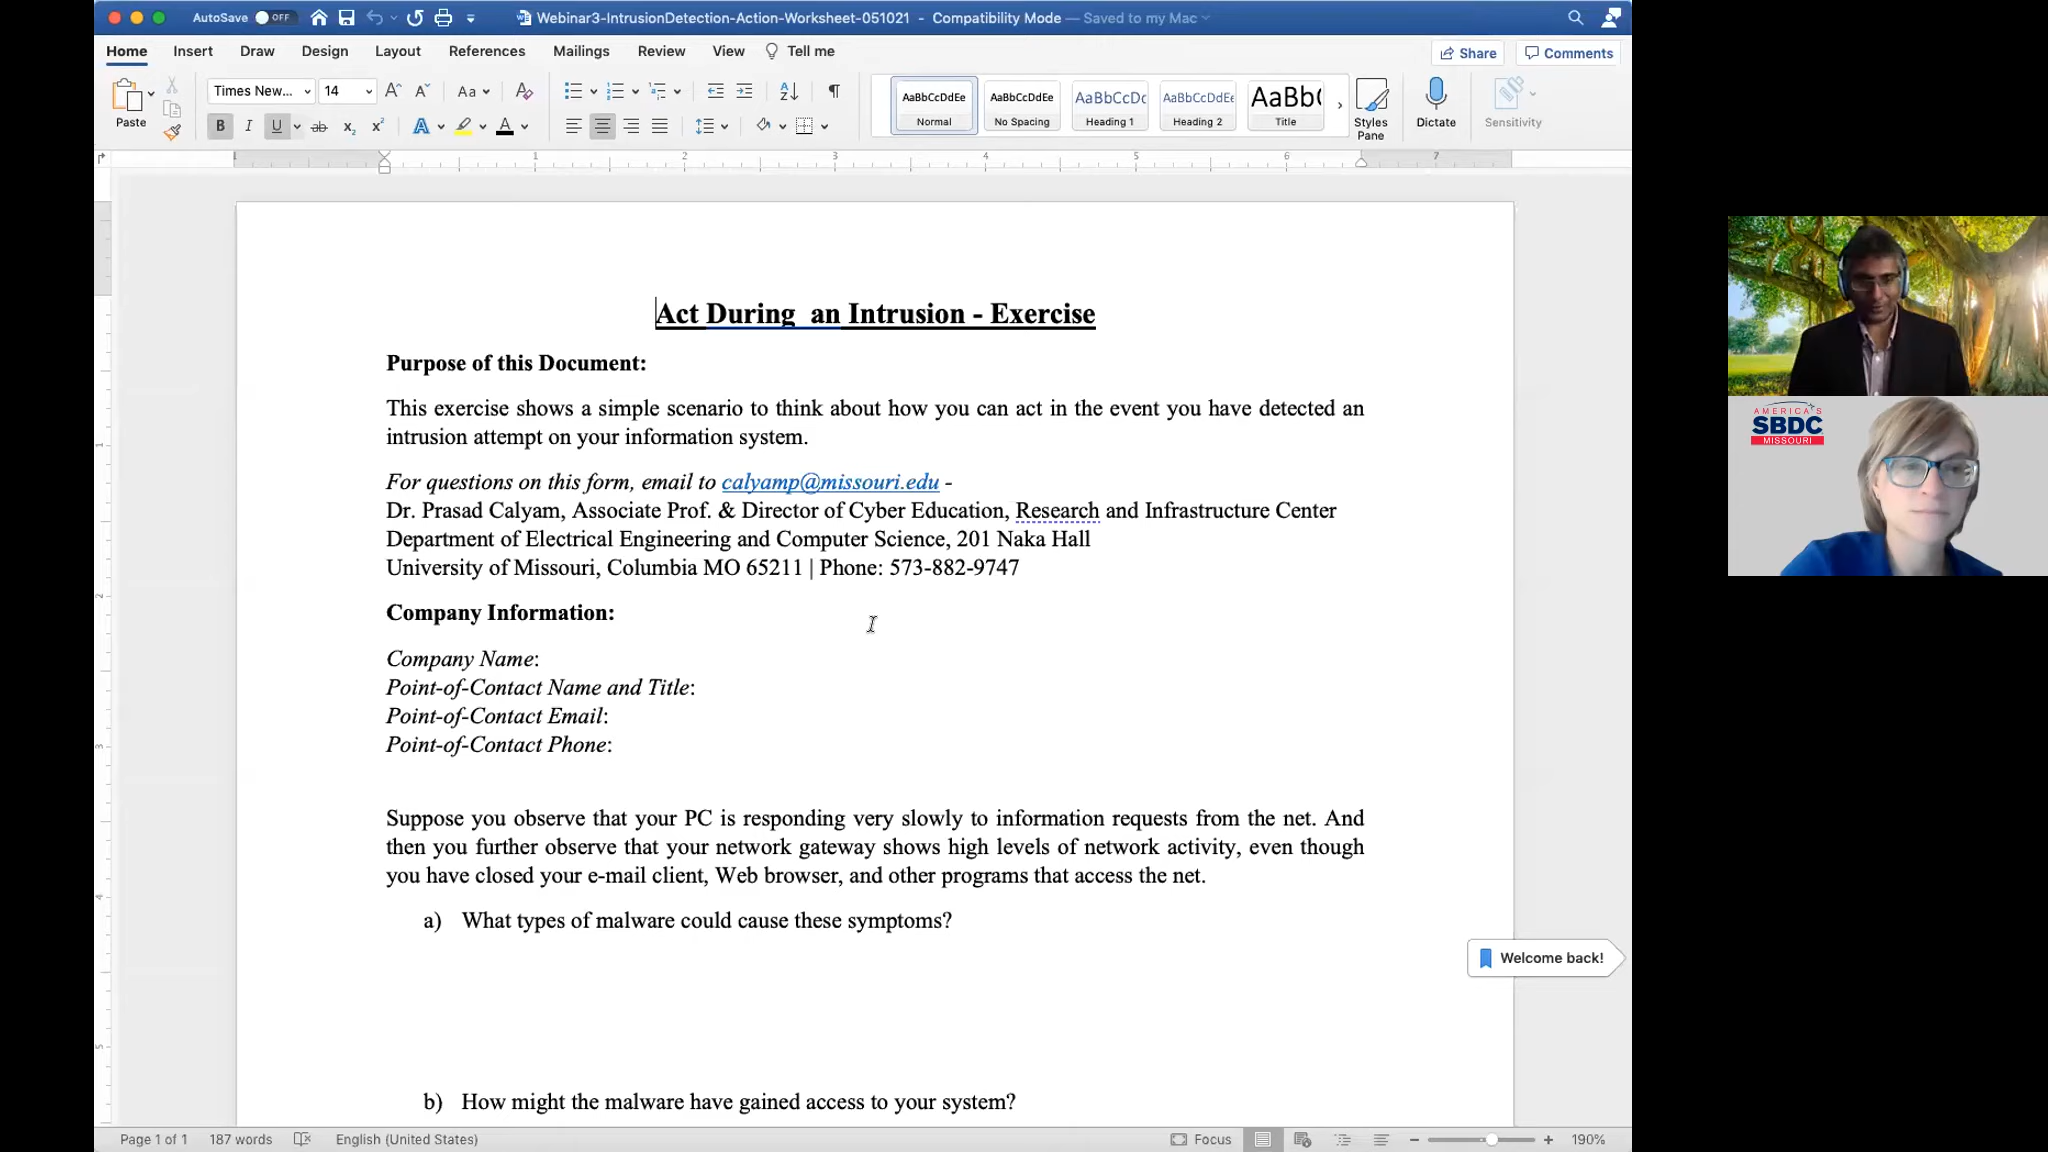 AutoSave OFF
Webinar3-IntrusionDetection-Action-Worksheet-051021 - Compatibility Mode — Saved to my Mac
Home Insert Draw Design Layout References Mailings Review View Tell me
Share Comments
Paste
Times New... 14
AaBbCcDdEe AaBbCcDdEe AaBbCcDc AaBbCcDdEe AaBb(
Normal No Spacing Heading 1 Heading 2 Title
Styles Pane
Dictate
Sensitivity
1 1 2 3 4 5 6 7
Act During  an Intrusion - Exercise
Purpose of this Document:
This exercise shows a simple scenario to think about how you can act in the event you have detected an
intrusion attempt on your information system.
For questions on this form, email to calyamp@missouri.edu -
Dr. Prasad Calyam, Associate Prof. & Director of Cyber Education, Research and Infrastructure Center
Department of Electrical Engineering and Computer Science, 201 Naka Hall
University of Missouri, Columbia MO 65211 | Phone: 573-882-9747
Company Information:
Company Name:
Point-of-Contact Name and Title:
Point-of-Contact Email:
Point-of-Contact Phone:
Suppose you observe that your PC is responding very slowly to information requests from the net. And
then you further observe that your network gateway shows high levels of network activity, even though
you have closed your e-mail client, Web browser, and other programs that access the net.
a) What types of malware could cause these symptoms?
Welcome back!
b) How might the malware have gained access to your system?
Page 1 of 1 187 words English (United States) Focus 190%
AMERICA'S
SBDC
MISSOURI